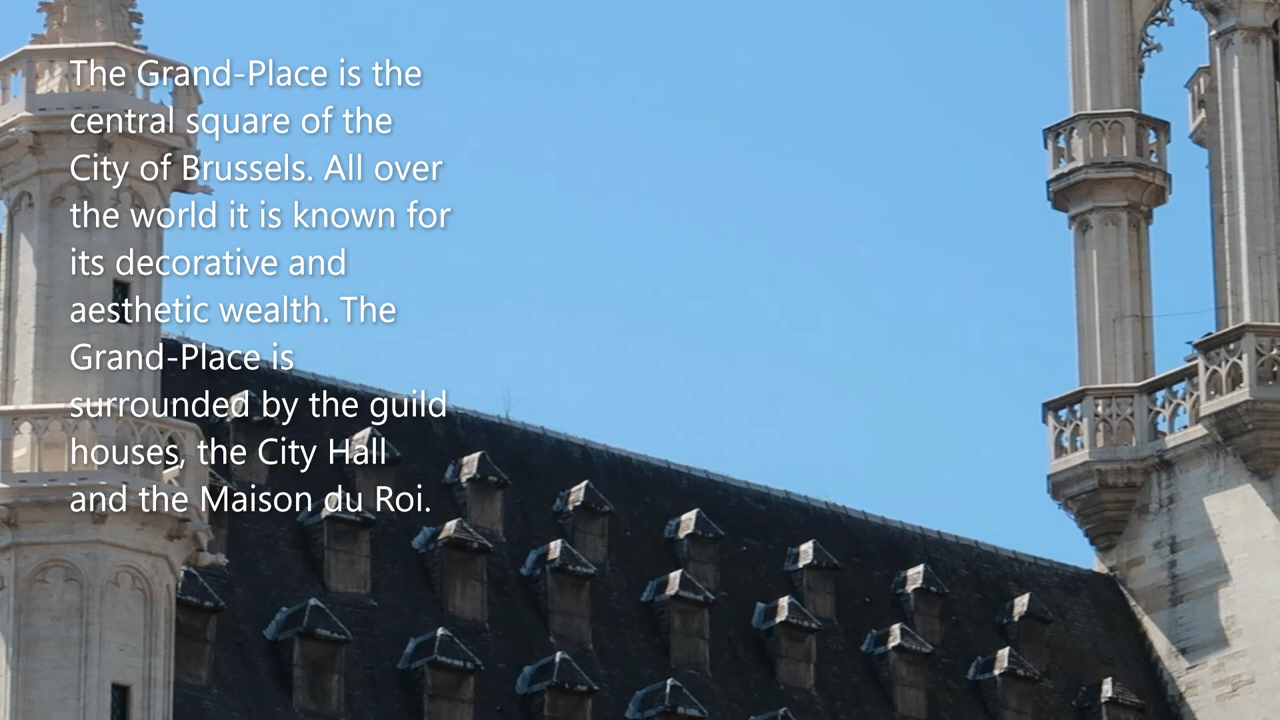 The Grand-Place is the
central square of the
City of Brussels. All over
the world it is known for
its decorative and
aesthetic wealth. The
Grand-Place is
surrounded by the guild
houses, the City Hall
and the Maison du Roi.